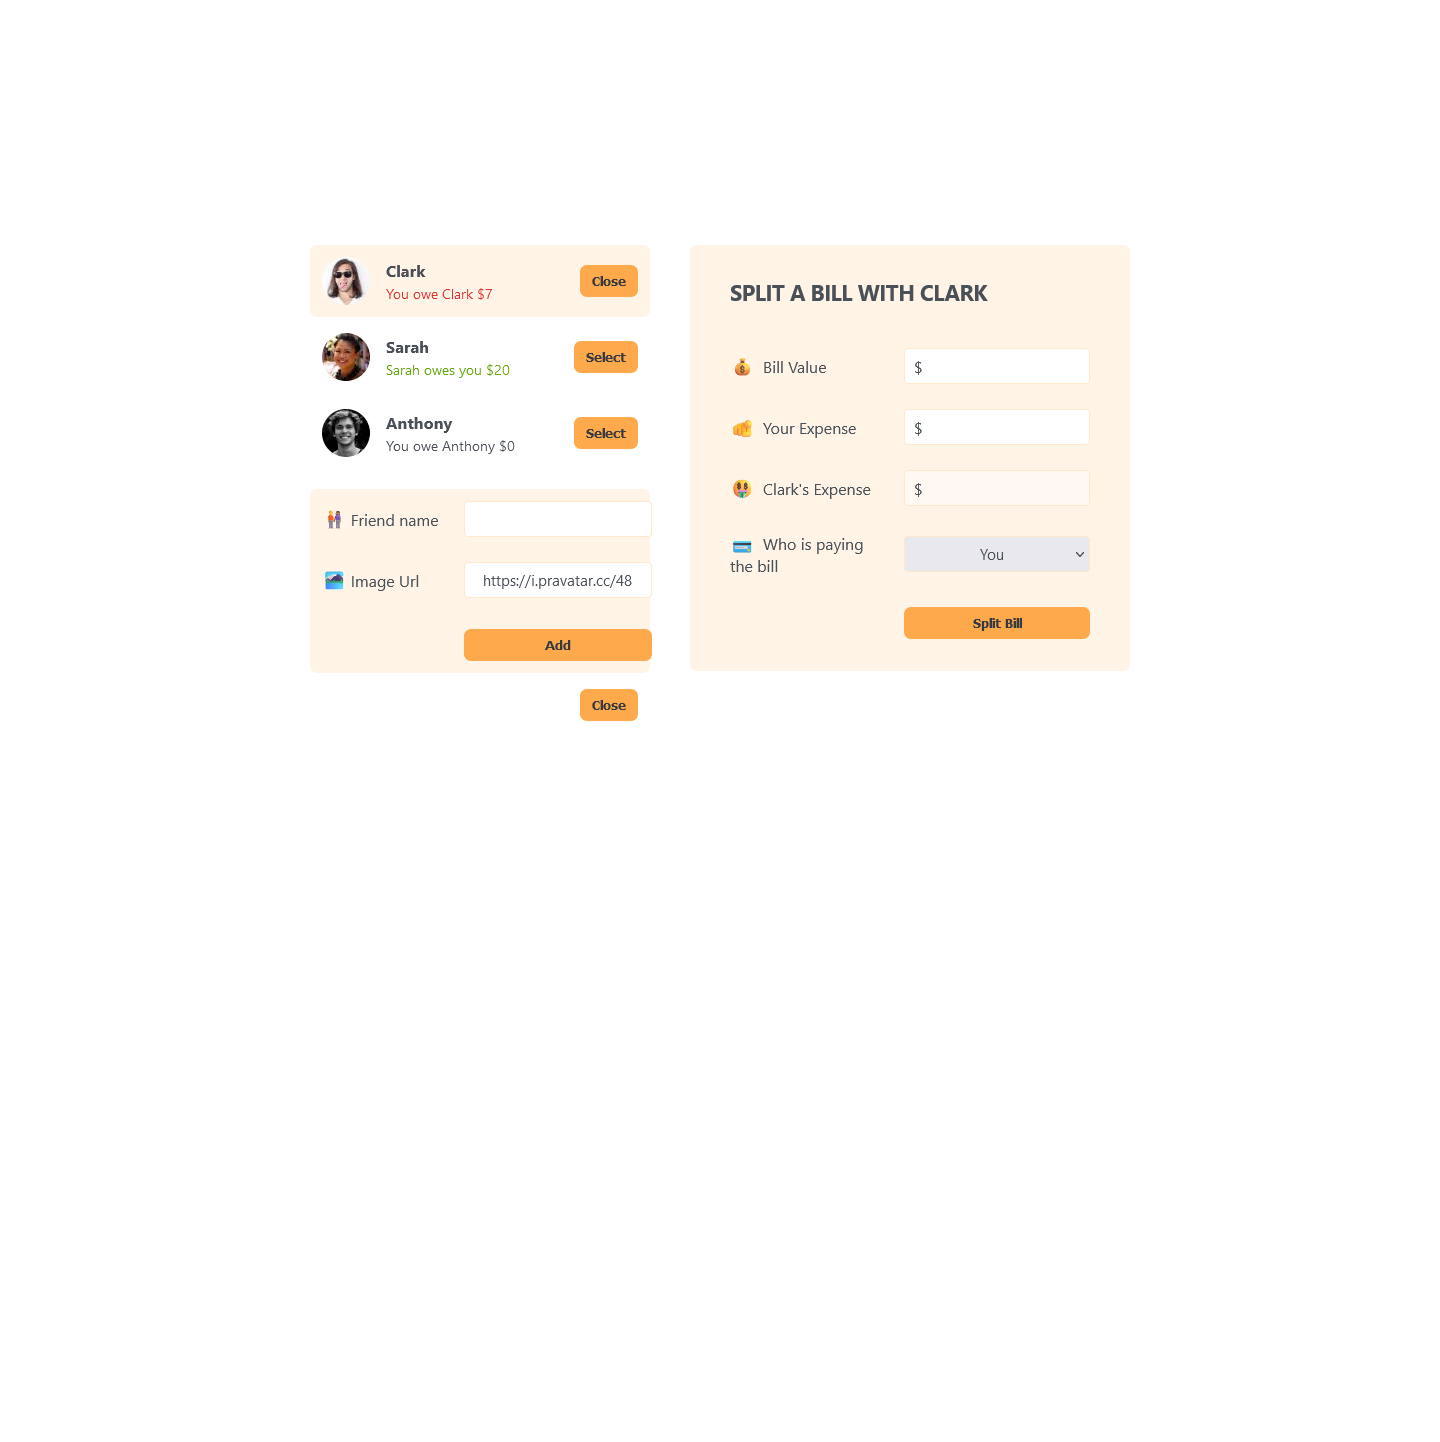 Clark
You owe Clark $7
Close
Sarah
Sarah owes you $20
Select
Anthony
You owe Anthony $0
Select
Friend name
Image Url
https://i.pravatar.cc/48
Add
Close
SPLIT A BILL WITH CLARK
Bill Value
$
Your Expense
$
Clark's Expense
$
Who is paying
the bill
You
Split Bill